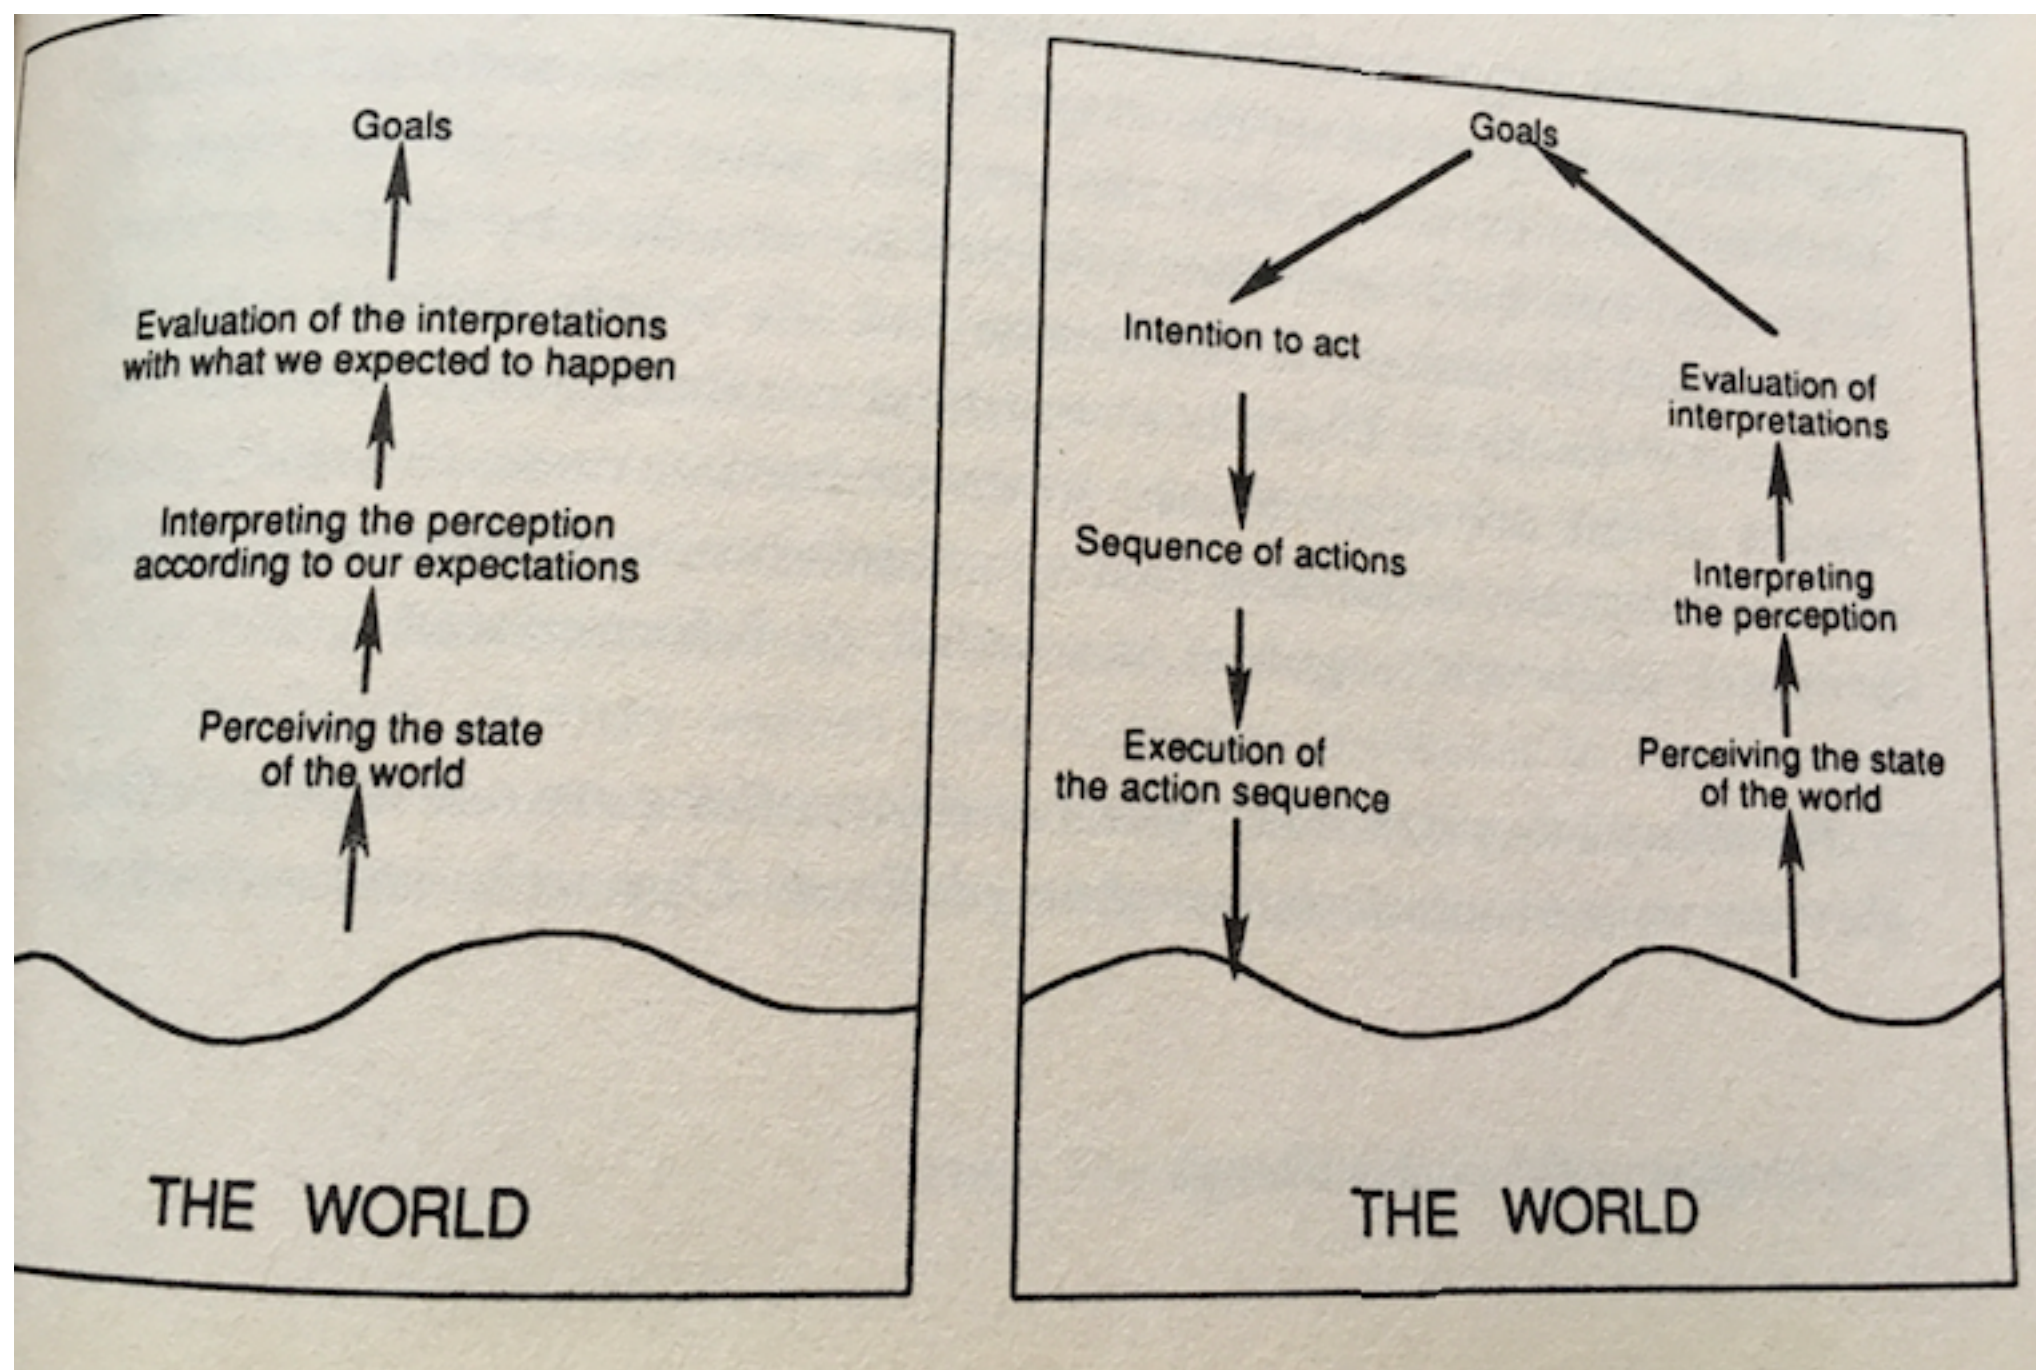 Goals
Evaluation of the interpretations
with what we expected to happen
Interpreting the perception
according to our expectations
Perceiving the state
of the world
THE WORLD
Goals
Intention to act
Sequence of actions
Execution of
the action sequence
Evaluation of
interpretations
Interpreting
the perception
Perceiving the state
of the world
THE WORLD